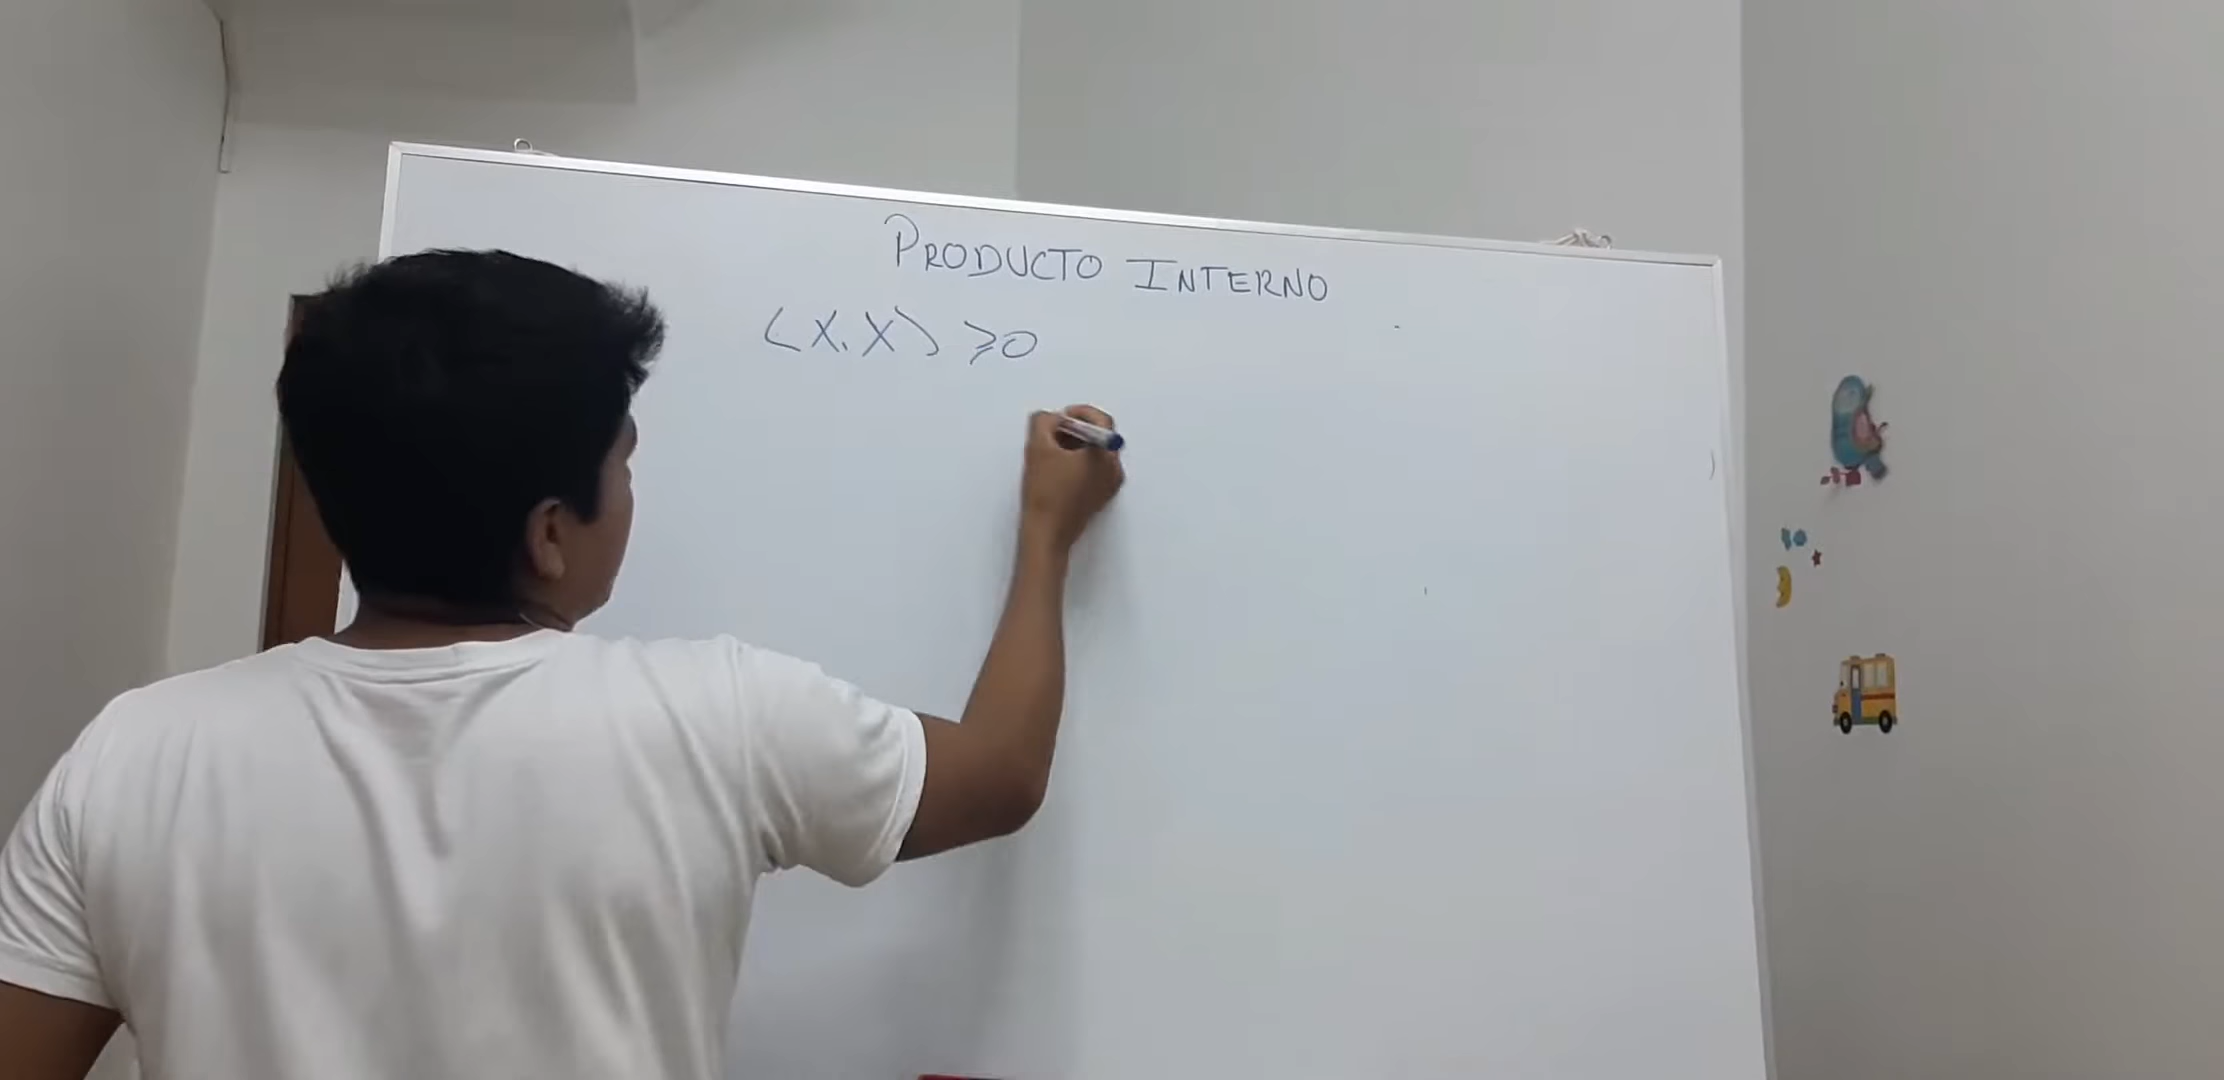 PRODUCTO INTERNO
⟨X, X⟩ ≥0